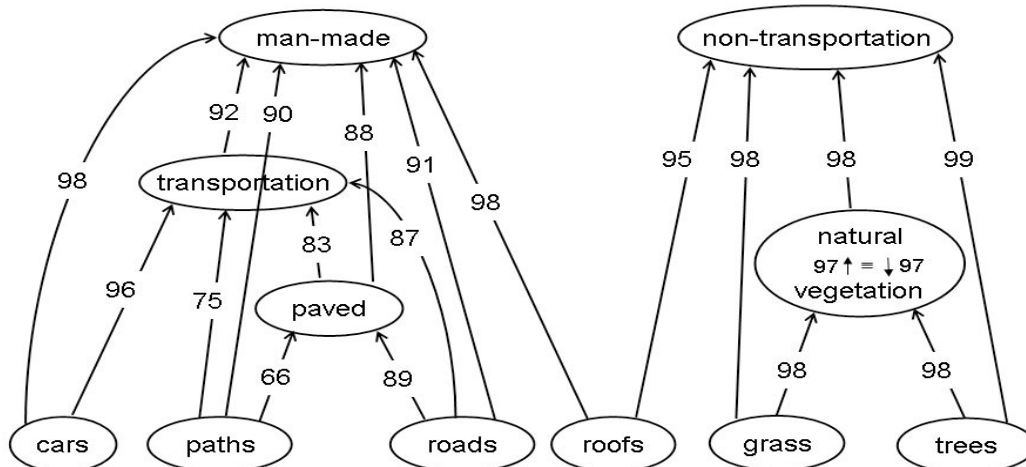 man-made
non-transportation
92
90
88
98
91
95
98
98
99
transportation
98
87
83
natural
97↑ = ↓97
vegetation
96
75
paved
66
89
98
98
cars
paths
roads
roofs
grass
trees